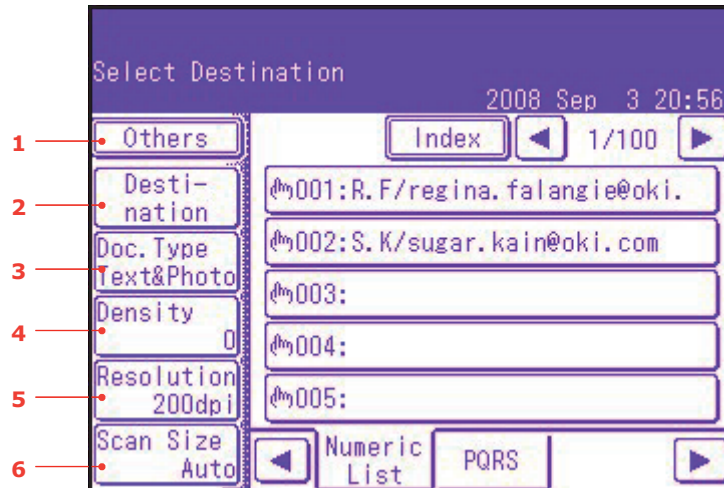 Select Destination
2008 Sep 3 20:56
1
Others
Index
1/100
2
Desti-
nation
001:R.F/regina.falangie@oki.
3
Doc.Type
Text&Photo
002:S.K/sugar.kain@oki.com
003:
4
Density
0
004:
5
Resolution
200dpi
005:
6
Scan Size
Auto
Numeric
List
PQRS